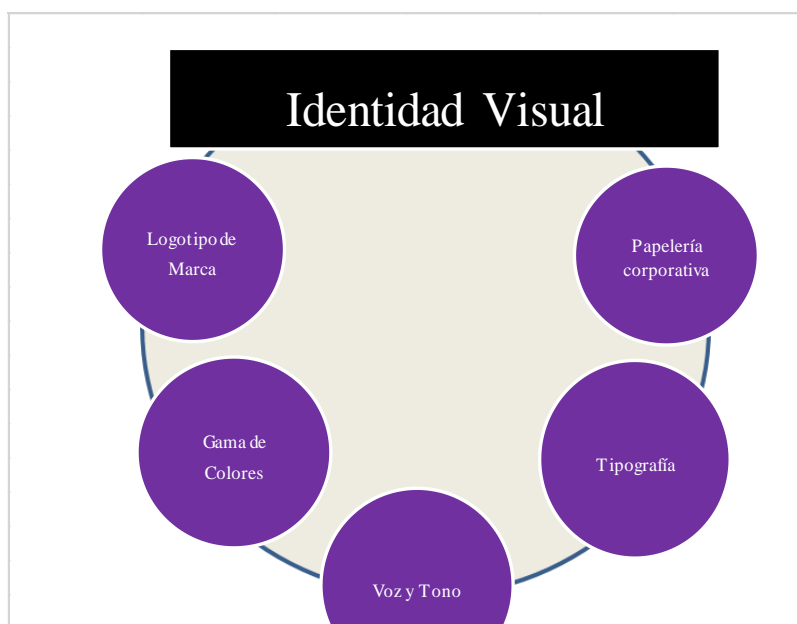 Identidad Visual
Logotipo de
Marca
Papelería
corporativa
Gama de
Colores
Tipografía
Voz y Tono